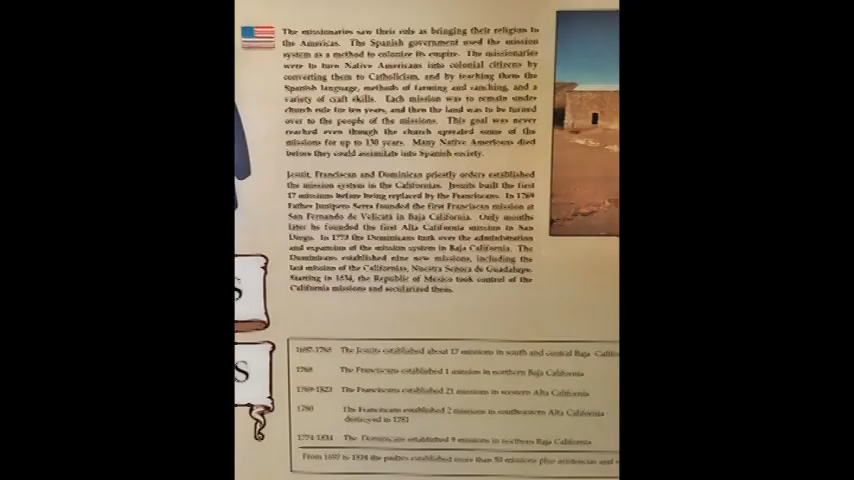 The missionaries saw their role as bringing their religion to
the Americas. The Spanish government used the mission
system as a method to colonize its empire. The missionaries
were to turn Native Americans into colonial citizens by
converting them to Catholicism, and by teaching them the
Spanish language, methods of farming and ranching, and a
variety of craft skills. Each mission was to remain under
church rule for ten years, and then the land was to be turned
over to the people of the missions. This goal was never
reached even though the church operated some of the
missions for up to 130 years. Many Native Americans died
before they could assimilate into Spanish society.
Jesuit, Franciscan and Dominican priestly orders established
the mission system in the Californias. Jesuits built the first
17 missions before being replaced by the Franciscans. In 1769
Father Junípero Serra founded the first Franciscan mission at
San Fernando de Velicatá in Baja California. Only months
later he founded the first Alta California mission in San
Diego. In 1773 the Dominicans took over the administration
and expansion of the mission system in Baja California. The
Dominicans established nine new missions, including the
last mission of the Californias, Nuestra Señora de Guadalupe.
Starting in 1834, the Republic of Mexico took control of the
California missions and secularized them.
S
1697-1768 The Jesuits established about 17 missions in south and central Baja
1768 The Franciscans established 1 mission in northern Baja California
1769-1823 The Franciscans established 21 missions in western Alta California
S
1780 The Franciscans established 2 missions in southeastern Alta California
destroyed in 1781
1774-1834 The Dominicans established 9 missions in northern Baja California
From 1697 to 1834 the padres established more than 50 missions plus asistencias and